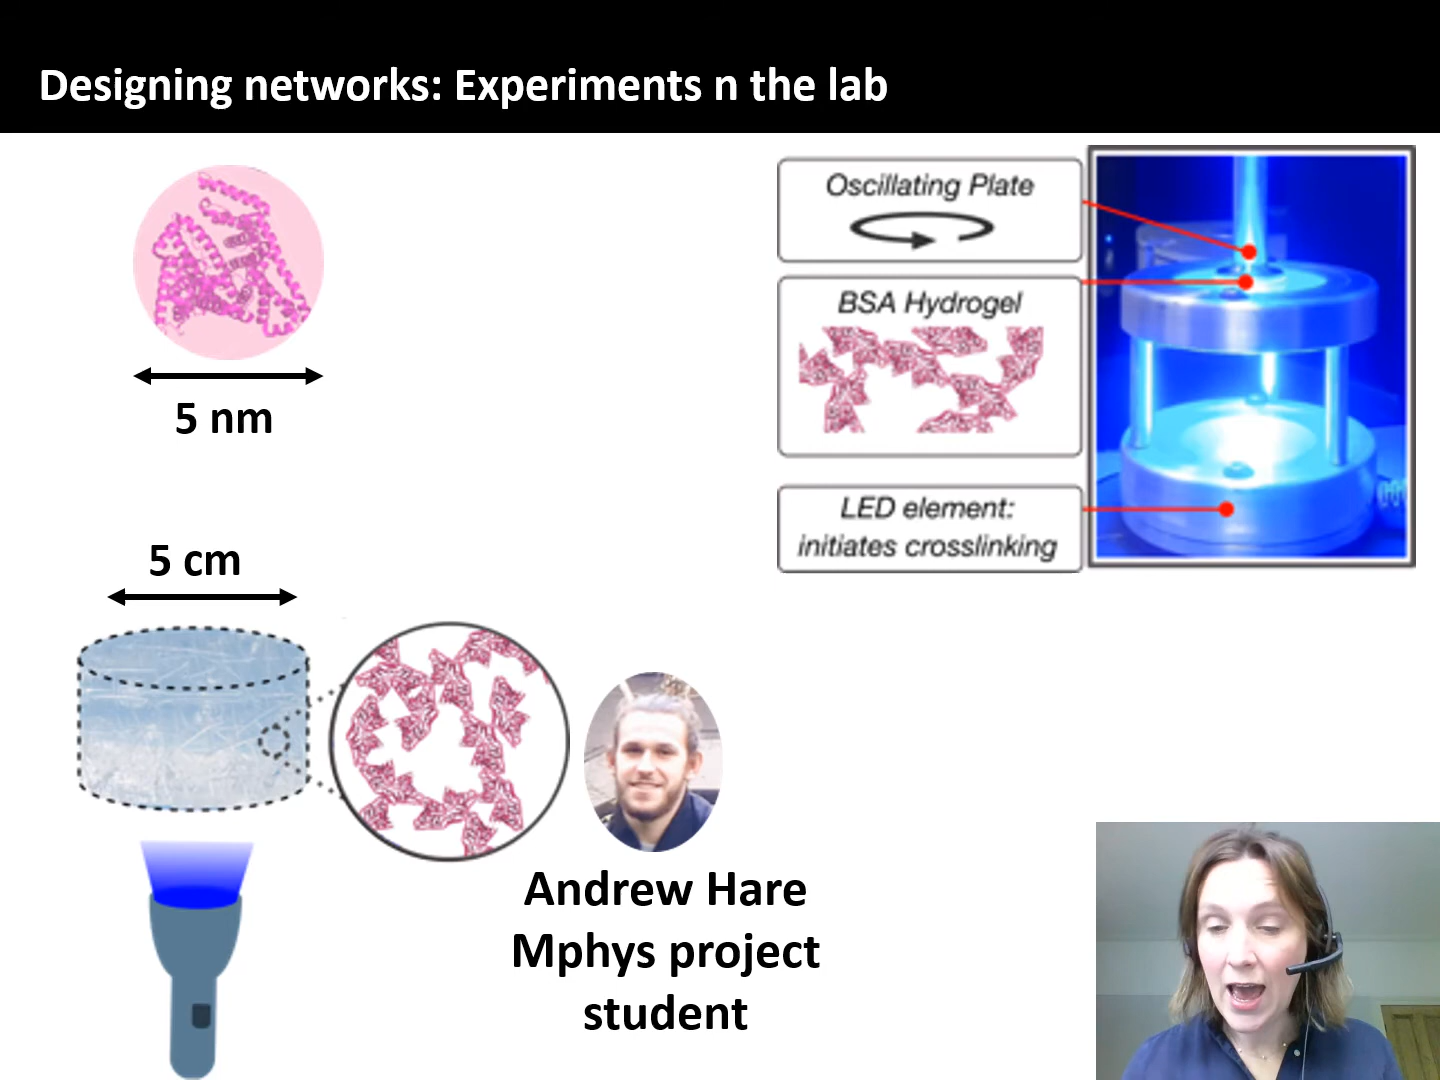 Designing networks: Experiments n the lab
5 nm
5 cm
Andrew Hare
Mphys project
student
Oscillating Plate
BSA Hydrogel
LED element:
initiates crosslinking